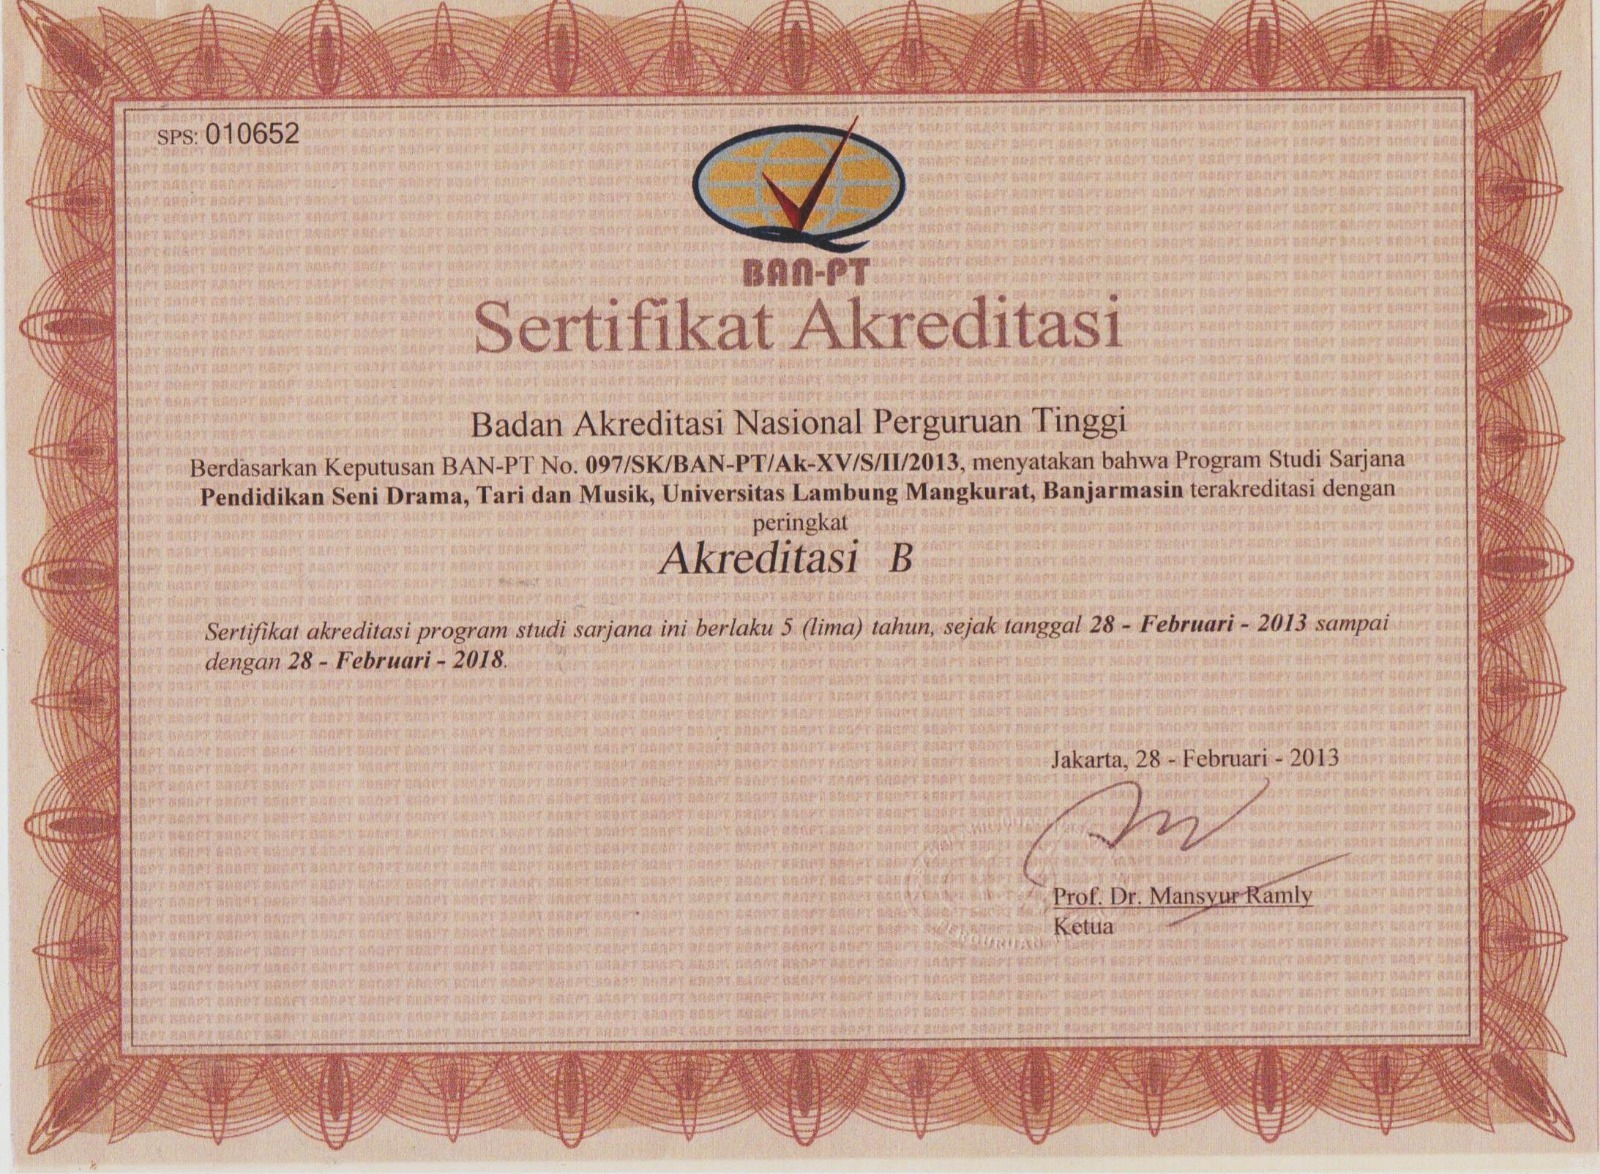 SPS: 010652
BAN-PT
Sertifikat Akreditasi
Badan Akreditasi Nasional Perguruan Tinggi
Berdasarkan Keputusan BAN-PT No. 097/SK/BAN-PT/Ak-XV/S/II/2013, menyatakan bahwa Program Studi Sarjana
Pendidikan Seni Drama, Tari dan Musik, Universitas Lambung Mangkurat, Banjarmasin terakreditasi dengan
peringkat
Akreditasi B
Sertifikat akreditasi program studi sarjana ini berlaku 5 (lima) tahun, sejak tanggal 28 - Februari - 2013 sampai
dengan 28 - Februari - 2018.
Jakarta, 28 - Februari - 2013
Prof. Dr. Mansyur Ramly
Ketua